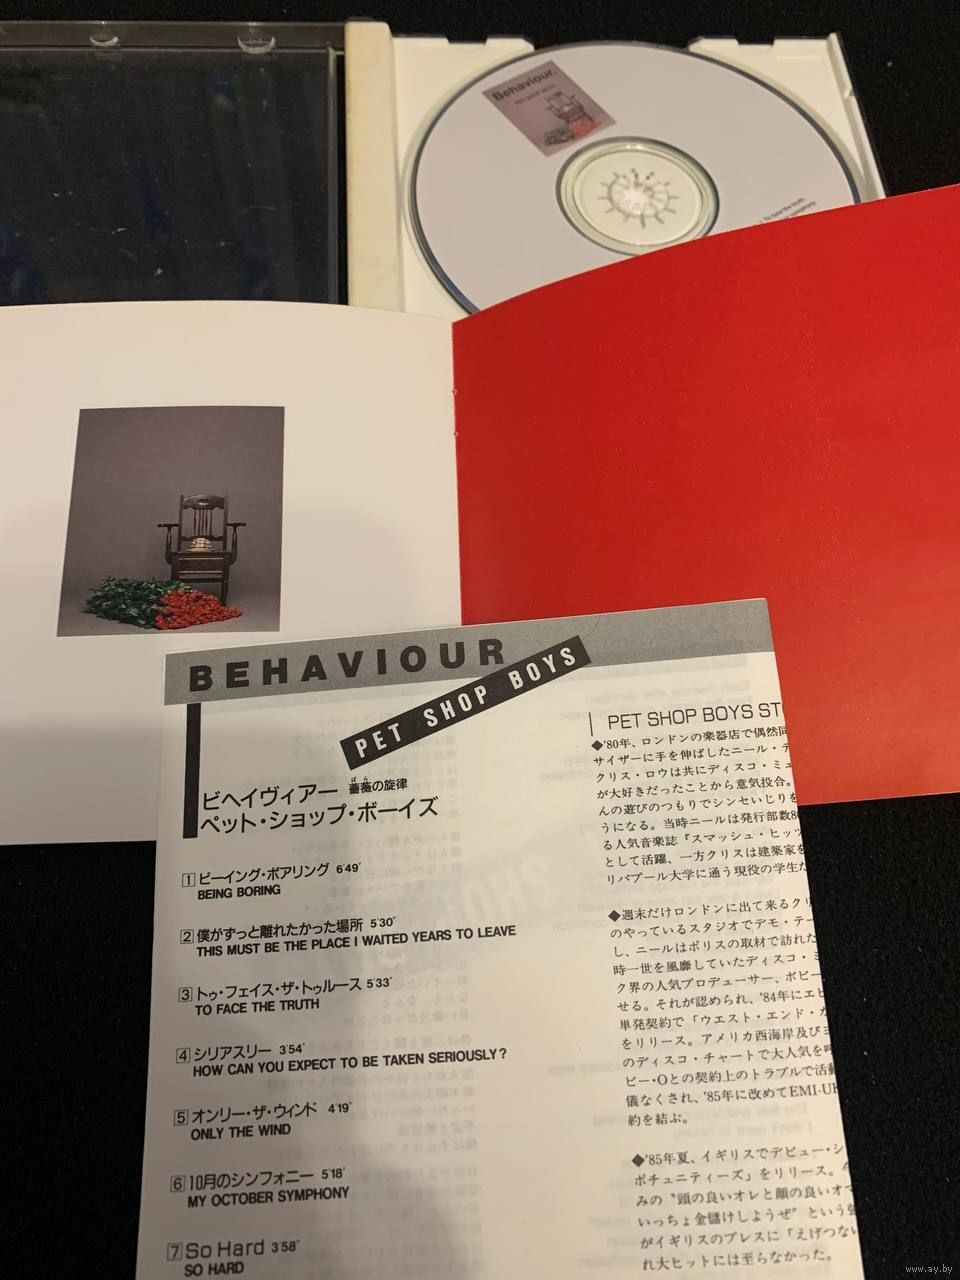 Behaviour.
PET SHOP BOYS
BEHAVIOUR
PET SHOP BOYS
ビヘイヴィアー 薔薇の旋律
ばら
ペット・ショップ・ボーイズ
1 ビーイング・ボアリング 6'49"
BEING BORING
2 僕がずっと離れたかった場所 5'30"
THIS MUST BE THE PLACE I WAITED YEARS TO LEAVE
3 トゥ・フェイス・ザ・トゥルース 5'33"
TO FACE THE TRUTH
4 シリアスリー 3'54"
HOW CAN YOU EXPECT TO BE TAKEN SERIOUSLY?
5 オンリー・ザ・ウィンド 4'19"
ONLY THE WIND
6 10月のシンフォニー 5'18"
MY OCTOBER SYMPHONY
7 So Hard 3'58"
SO HARD
PET SHOP BOYS ST
◆'80年、ロンドンの楽器店で偶然同
サイザーに手を伸ばしたニール・テ
クリス・ロウは共にディスコ・ミュ
が大好きだったことから意気投合。
んの遊びのつもりでシンセいじりを
うになる。当時ニールは発行部数80
る人気音楽誌『スマッシュ・ヒッツ
として活躍、一方クリスは建築家を
リバプール大学に通う現役の学生だ
◆週末だけロンドンに出て来るクリ
のやっているスタジオでデモ・テー
し、ニールはポリスの取材で訪れた
時一世を風靡していたディスコ・ミ
ク界の人気プロデューサー、ボビー・
せる。それが認められ、'84年にエピ
単発契約で「ウエスト・エンド・ガ
をリリース。アメリカ西海岸及びヨ
のディスコ・チャートで大人気を呼
ビー・Oとの契約上のトラブルで活動
儀なくされ、'85年に改めてEMI-UK
約を結ぶ。
◆'85年夏、イギリスでデビュー・シ
ポチュニティーズ」をリリース。
みの〝頭の良いオレと顔の良いオマ
いっちょ金儲けしようぜ〟という強
がイギリスのプレスに「えげつない
れ大ヒットには至らなかった。
www.ay.by